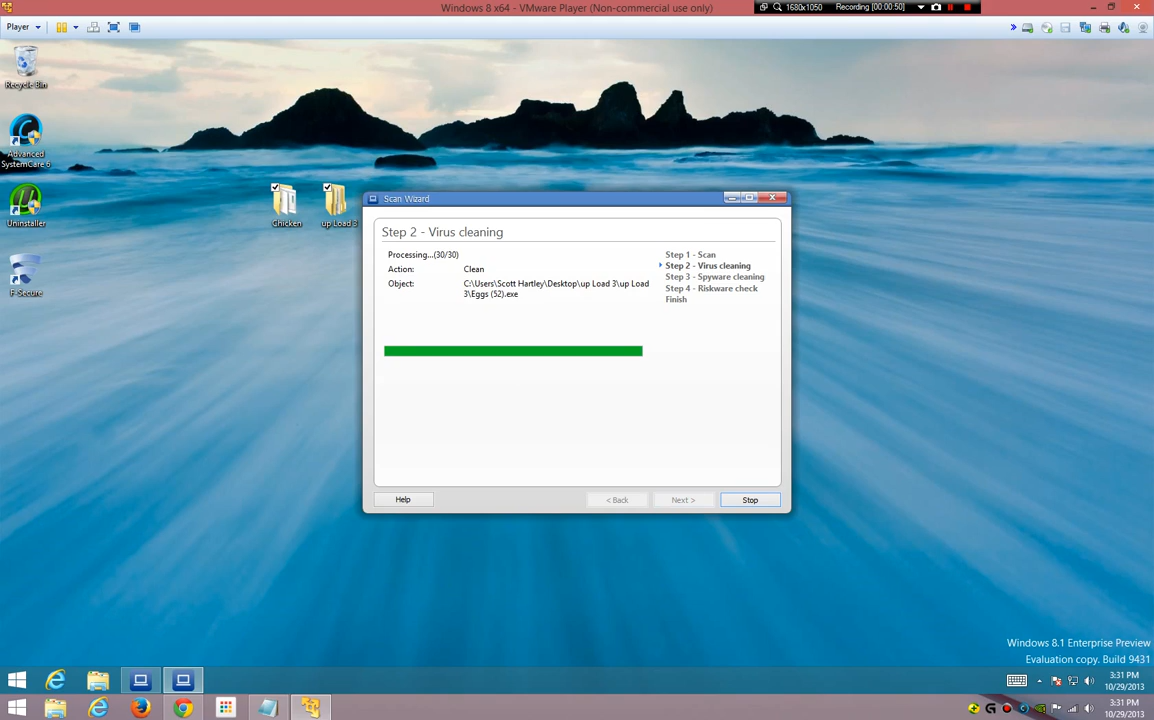 Windows 8 x64 - VMware Player (Non-commercial use only)
1680x1050
Recording [00:00:50]
Player
Recycle Bin
Advanced
SystemCare 6
Uninstaller
F-Secure
Chicken
up Load 3
Scan Wizard
Step 2 - Virus cleaning
Processing...(30/30)
Action:
Clean
Object:
C:\Users\Scott Hartley\Desktop\up Load 3\up Load
3\Eggs (52).exe
Step 1 - Scan
Step 2 - Virus cleaning
Step 3 - Spyware cleaning
Step 4 - Riskware check
Finish
Help
< Back
Next >
Stop
Windows 8.1 Enterprise Preview
Evaluation copy. Build 9431
3:31 PM
10/29/2013
3:31 PM
10/29/2013